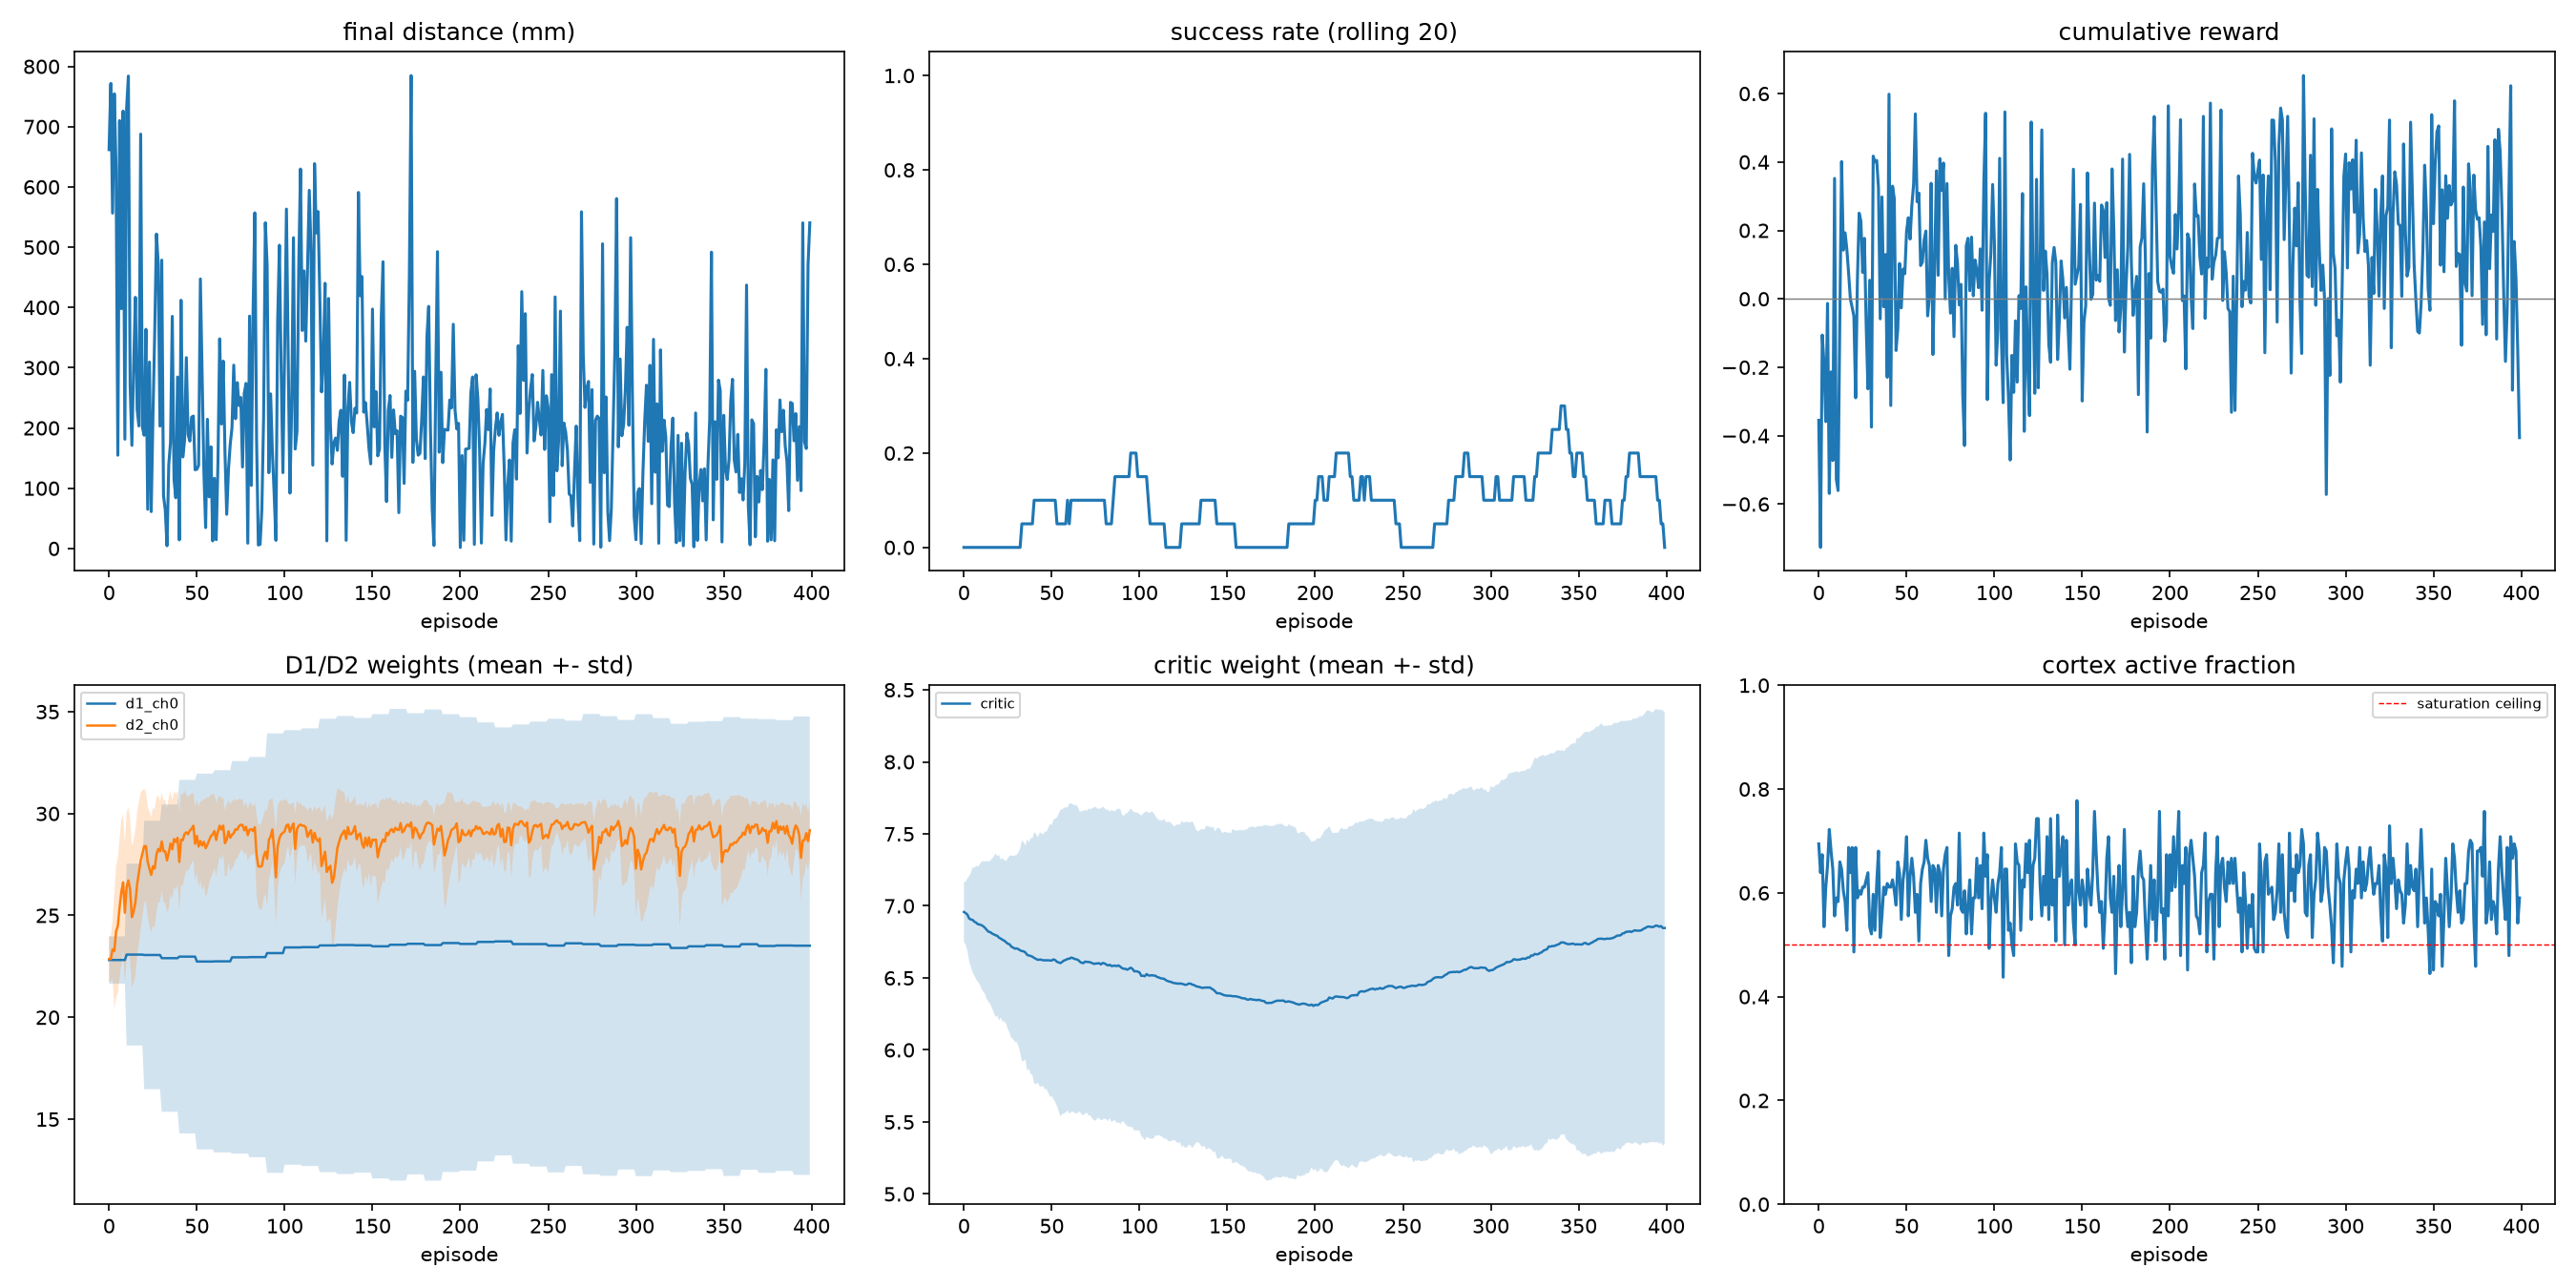 final distance (mm)
800
700
600
500
400
300
200
100
0
0 50 100 150 200 250 300 350 400
episode
success rate (rolling 20)
1.0
0.8
0.6
0.4
0.2
0.0
0 50 100 150 200 250 300 350 400
episode
cumulative reward
0.6
0.4
0.2
0.0
−0.2
−0.4
−0.6
0 50 100 150 200 250 300 350 400
episode
D1/D2 weights (mean +- std)
d1_ch0
d2_ch0
35
30
25
20
15
0 50 100 150 200 250 300 350 400
episode
critic weight (mean +- std)
critic
8.5
8.0
7.5
7.0
6.5
6.0
5.5
5.0
0 50 100 150 200 250 300 350 400
episode
cortex active fraction
saturation ceiling
1.0
0.8
0.6
0.4
0.2
0.0
0 50 100 150 200 250 300 350 400
episode